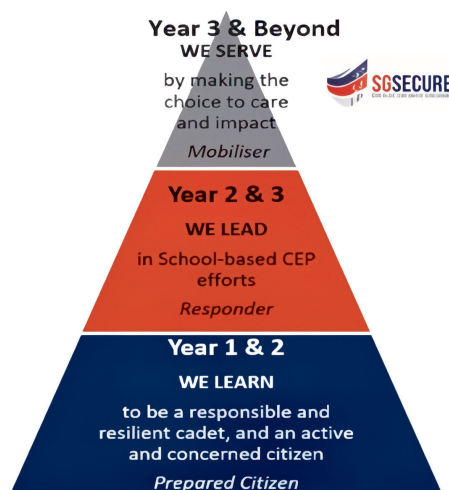 Year 3 & Beyond
WE SERVE
by making the
choice to care
and impact
Mobiliser
SGSECURE
Year 2 & 3
WE LEAD
in School-based CEP
efforts
Responder
Year 1 & 2
WE LEARN
to be a responsible and
resilient cadet, and an active
and concerned citizen
Prepared Citizen